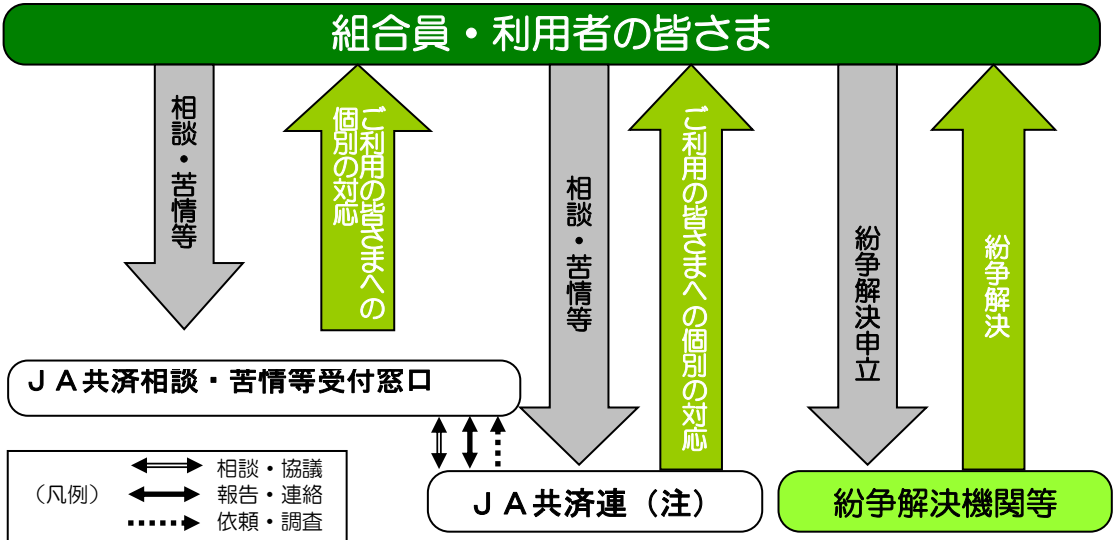 組合員・利用者の皆さま
相談・苦情等
ご利用の皆さまへの
個別の対応
相談・苦情等
ご利用の皆さまへの個別の対応
紛争解決申立
紛争解決
ＪＡ共済相談・苦情等受付窓口
ＪＡ共済連（注）
紛争解決機関等
（凡例）
相談・協議
報告・連絡
依頼・調査